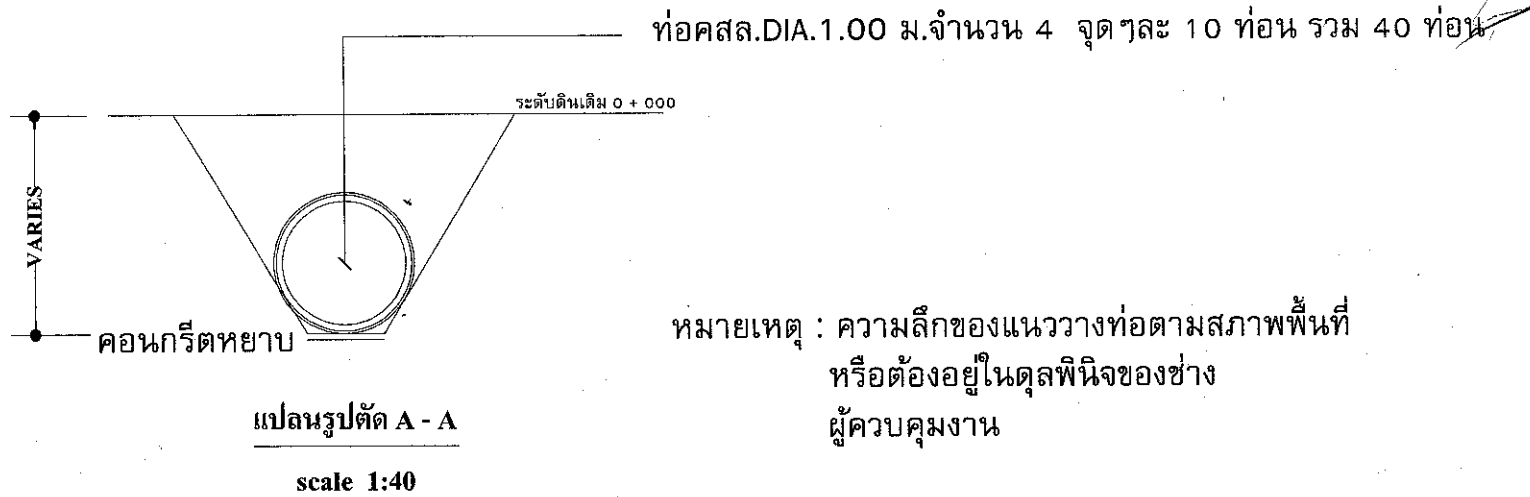 ท่อคสล.DIA.1.00 ม.จำนวน 4 จุดๆละ 10 ท่อน รวม 40 ท่อน
ระดับดินเดิม 0 + 000
VARIES
คอนกรีตหยาบ
หมายเหตุ : ความลึกของแนววางท่อตามสภาพพื้นที่
หรือต้องอยู่ในดุลพินิจของช่าง
ผู้ควบคุมงาน
แปลนรูปตัด A - A
scale 1:40